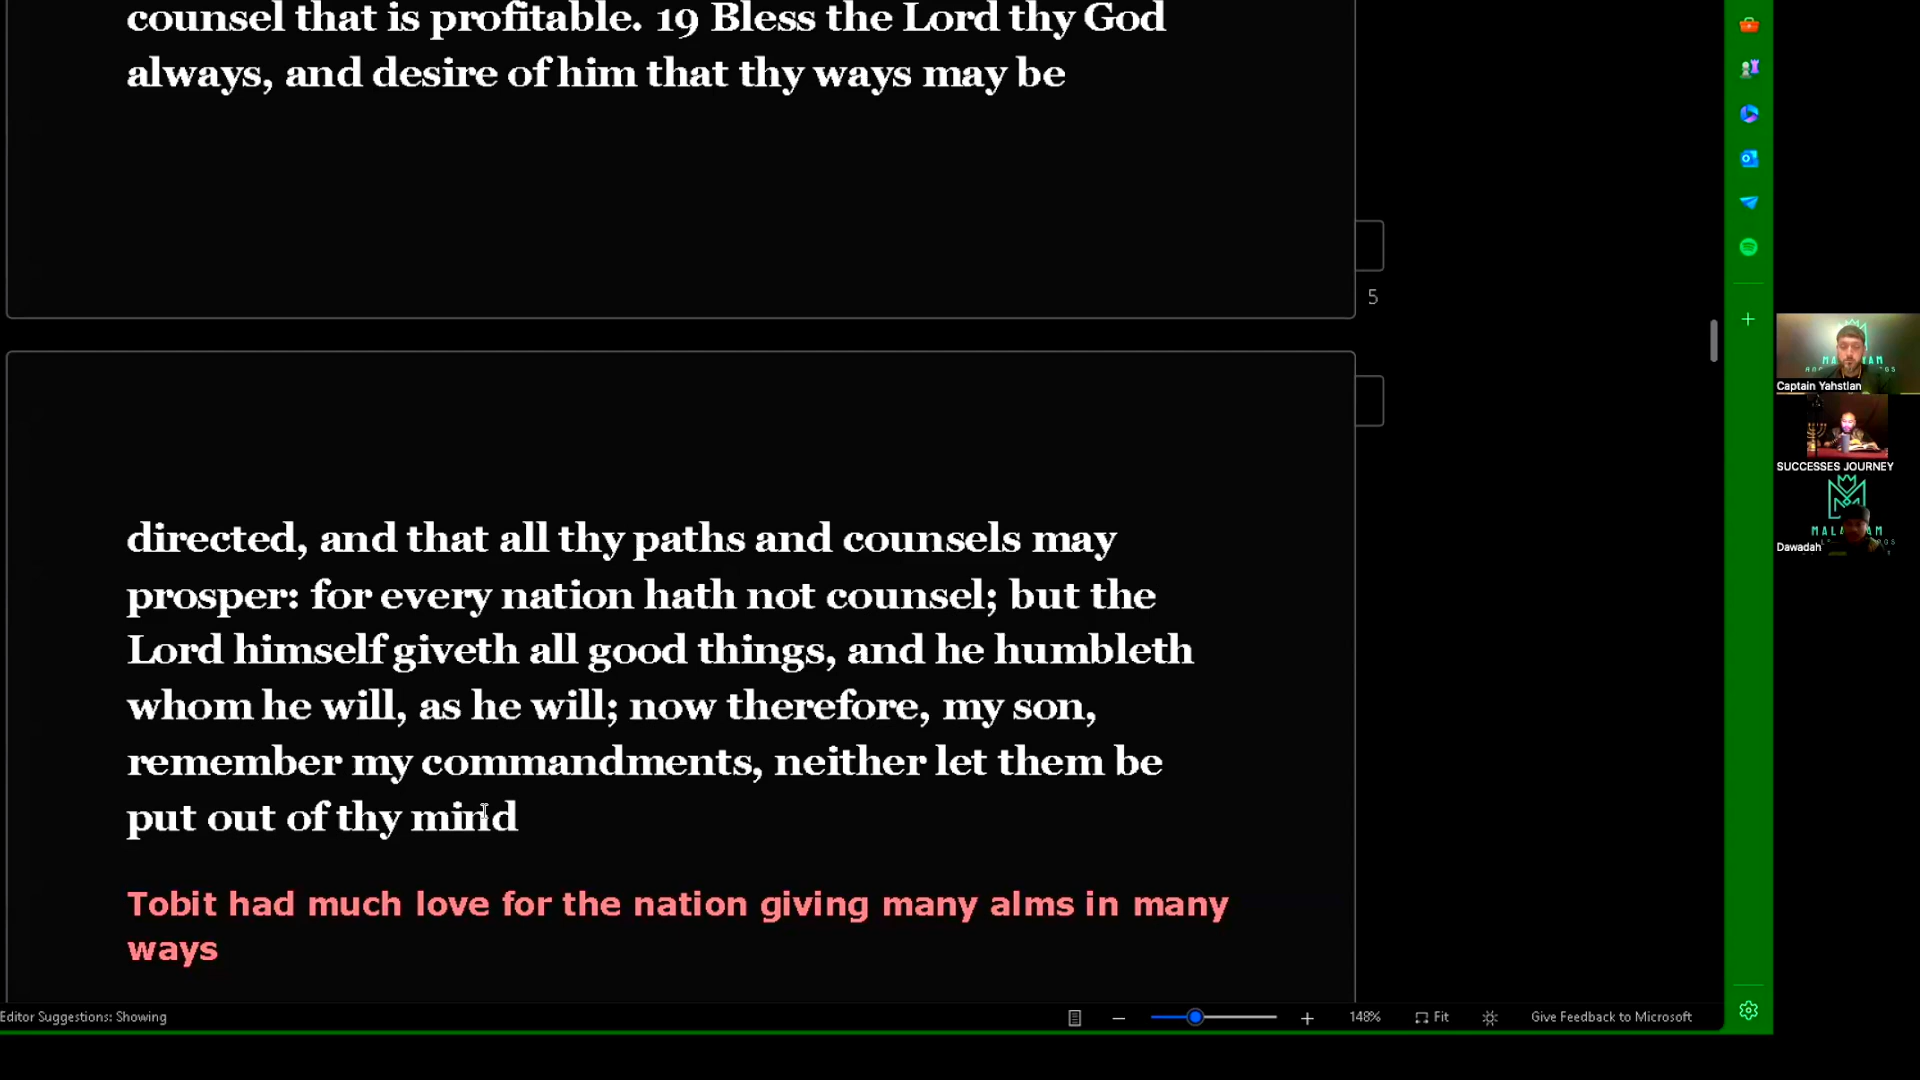 counsel that is profitable. 19 Bless the Lord thy God
always, and desire of him that thy ways may be
5
directed, and that all thy paths and counsels may
prosper: for every nation hath not counsel; but the
Lord himself giveth all good things, and he humbleth
whom he will, as he will; now therefore, my son,
remember my commandments, neither let them be
put out of thy mind
Tobit had much love for the nation giving many alms in many
ways
Captain Yahstlan
SUCCESSES JOURNEY
Dawadah
Editor Suggestions: Showing
148%
Fit
Give Feedback to Microsoft